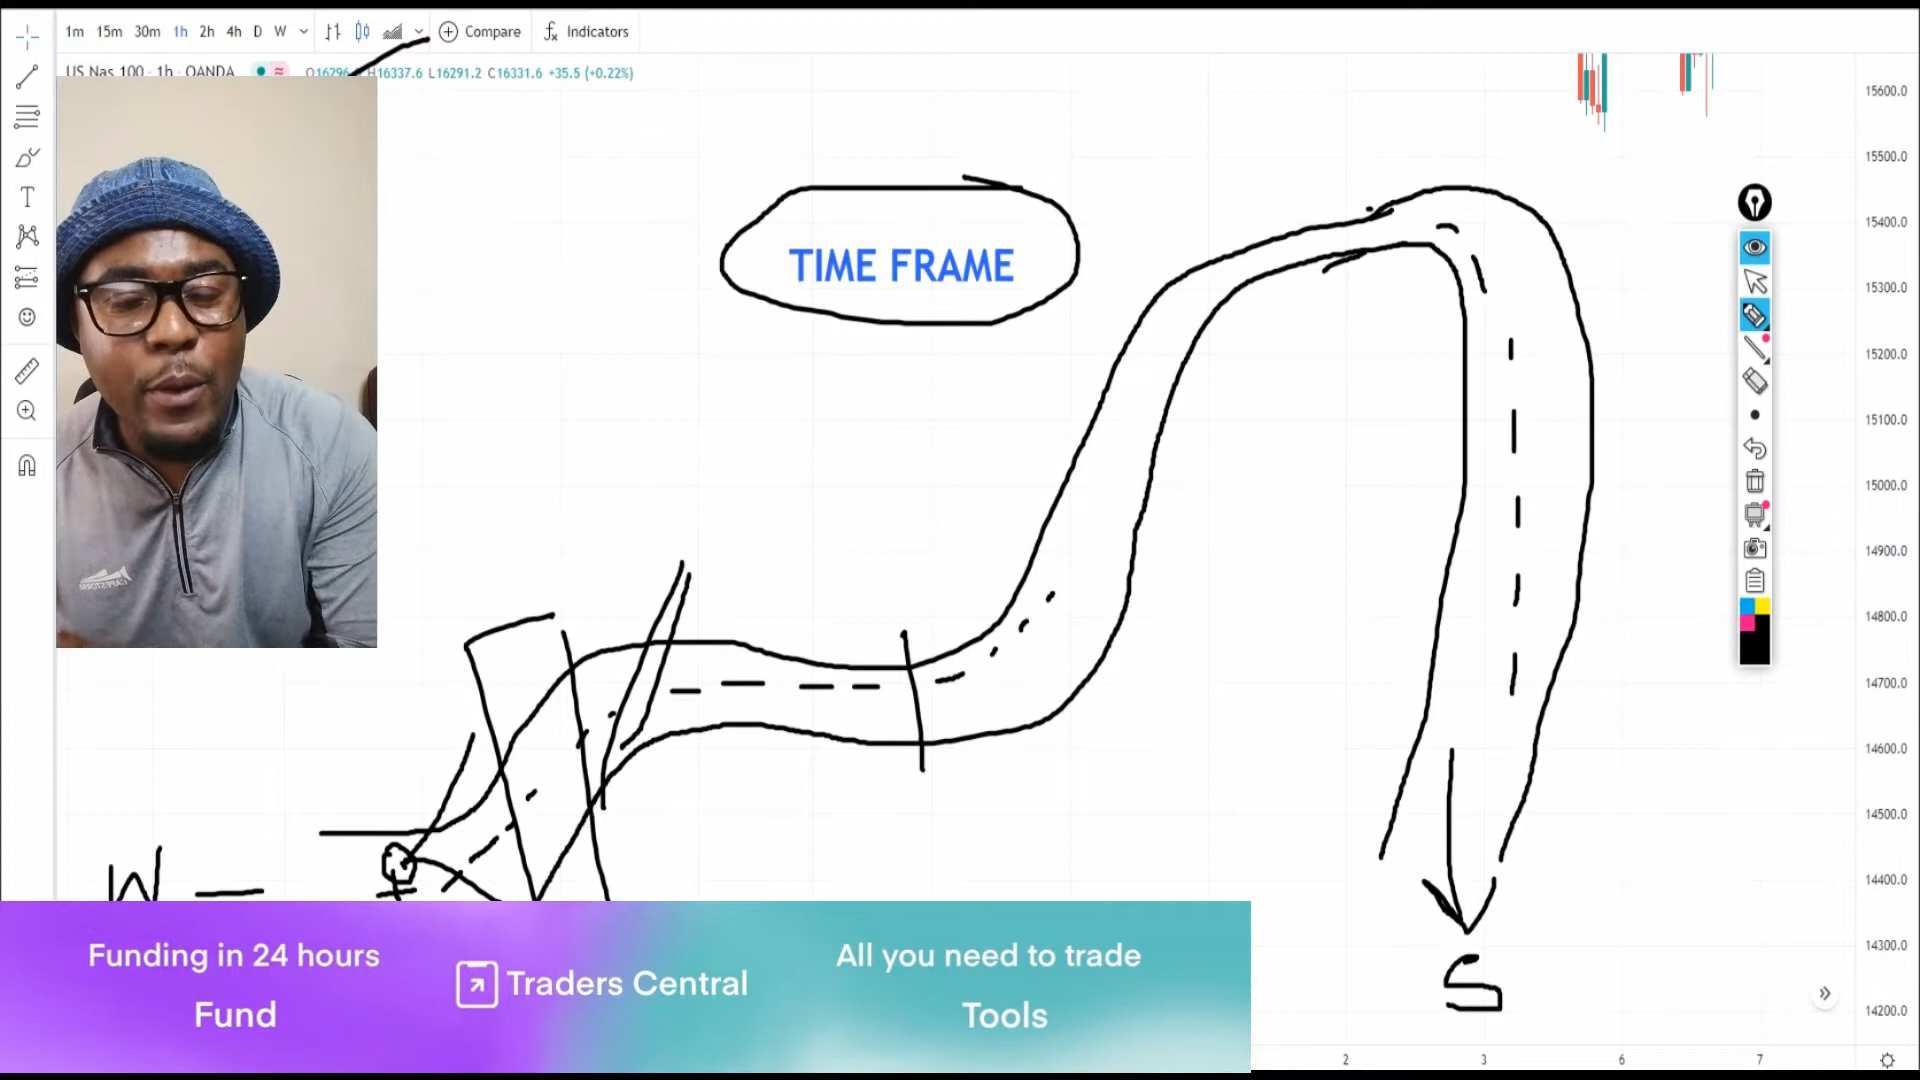 1m 15m 30m 1h 2h 4h D W Compare Indicators
US Nas 100 · 1h · OANDA O16296. H16337.6 L16291.2 C16331.6 +35.5 (+0.22%)
15600.0
15500.0
15400.0
TIME FRAME
15300.0
15200.0
15100.0
15000.0
14900.0
14800.0
14700.0
14600.0
14500.0
14400.0
14300.0
14200.0
CAPESTORM
W —
S
Funding in 24 hours
Fund
Traders Central
All you need to trade
Tools
2 3 6 7